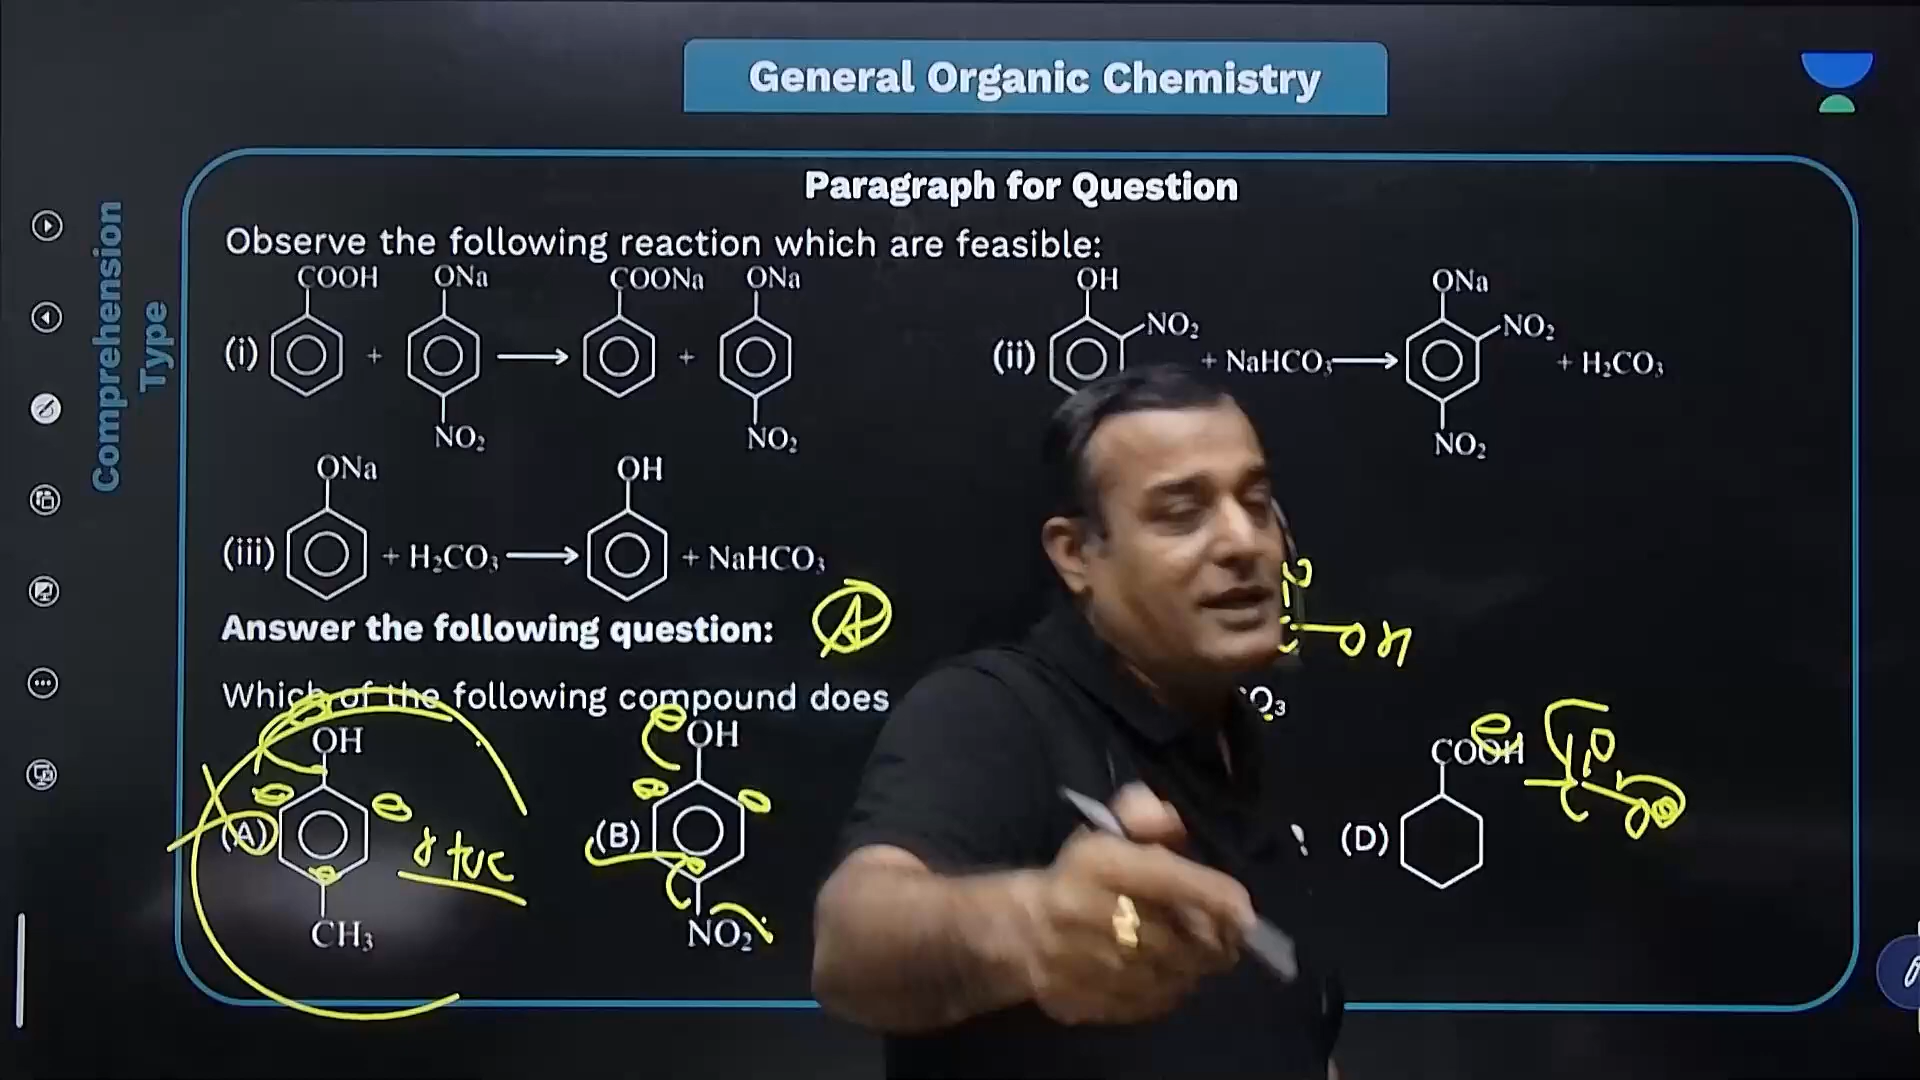 General Organic Chemistry
Comprehension
Type
Paragraph for Question
Observe the following reaction which are feasible:
COOH ONa COONa ONa
(i) + ⟶ +
NO₂ NO₂
OH ONa
NO₂ NO₂
(ii) + NaHCO₃ ⟶ + H₂CO₃
NO₂
ONa OH
(iii) + H₂CO₃ ⟶ + NaHCO₃
Answer the following question:
A
OH
Which of the following compound does
O₃
OH
(A)
CH₃
OH
(B)
NO₂
COOH
(D)